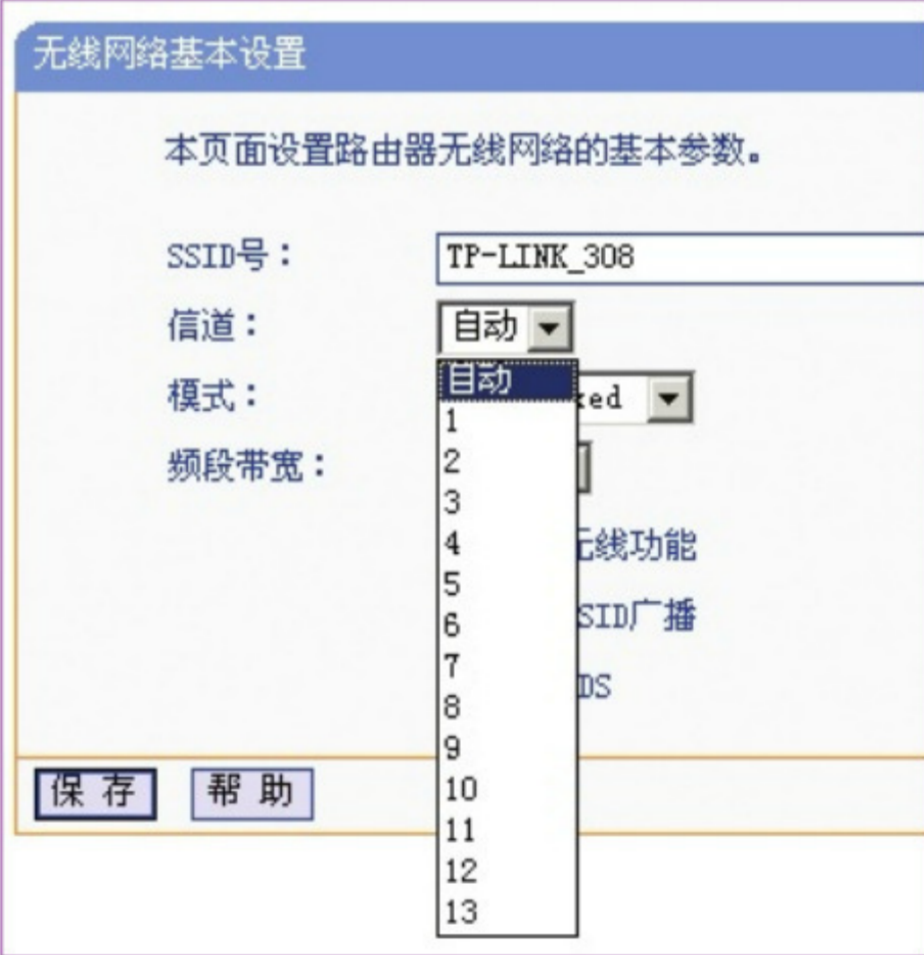 无线网络基本设置
本页面设置路由器无线网络的基本参数。
SSID号： TP-LINK_308
信道： 自动
自动
模式： xed
1
2
频段带宽：
3
4
线功能
5
6
SID广播
7
DS
8
9
保 存 帮 助
10
11
12
13